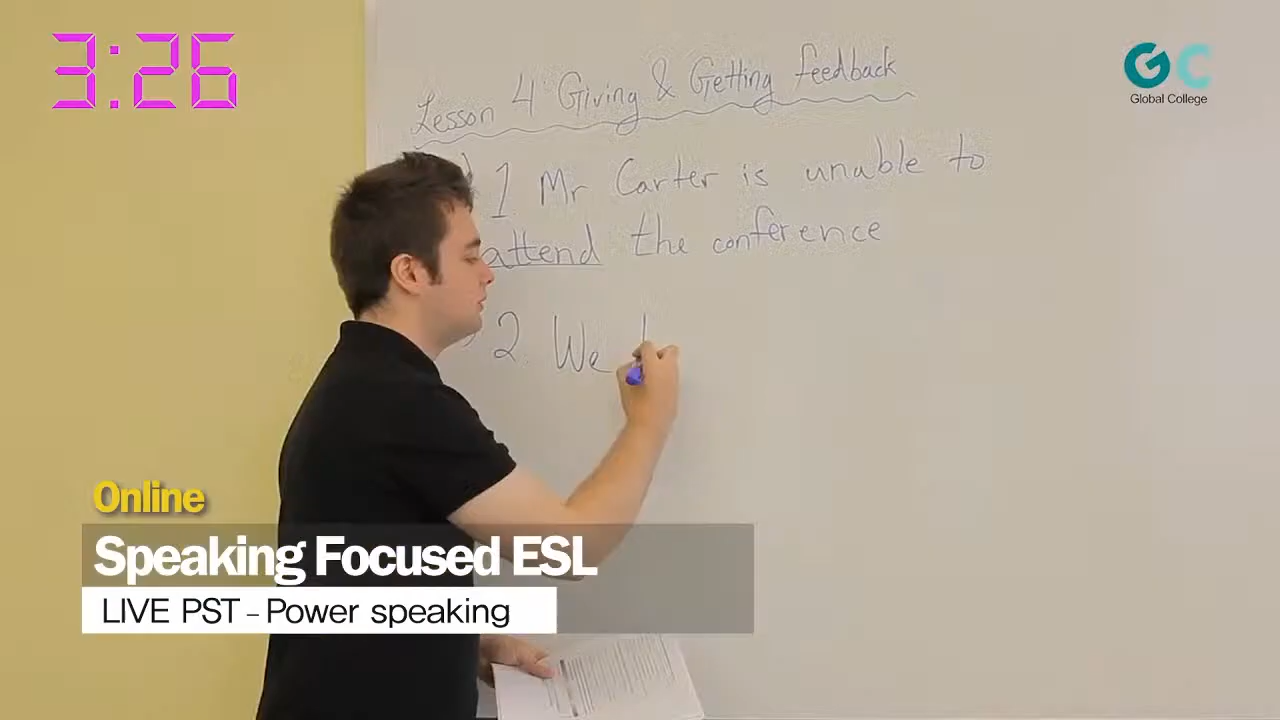 3:26
GC
Global College
Lesson 4: Giving & Getting feedback
1 Mr Carter is unable to
attend the conference
2. We
Online
Speaking Focused ESL
LIVE PST - Power speaking